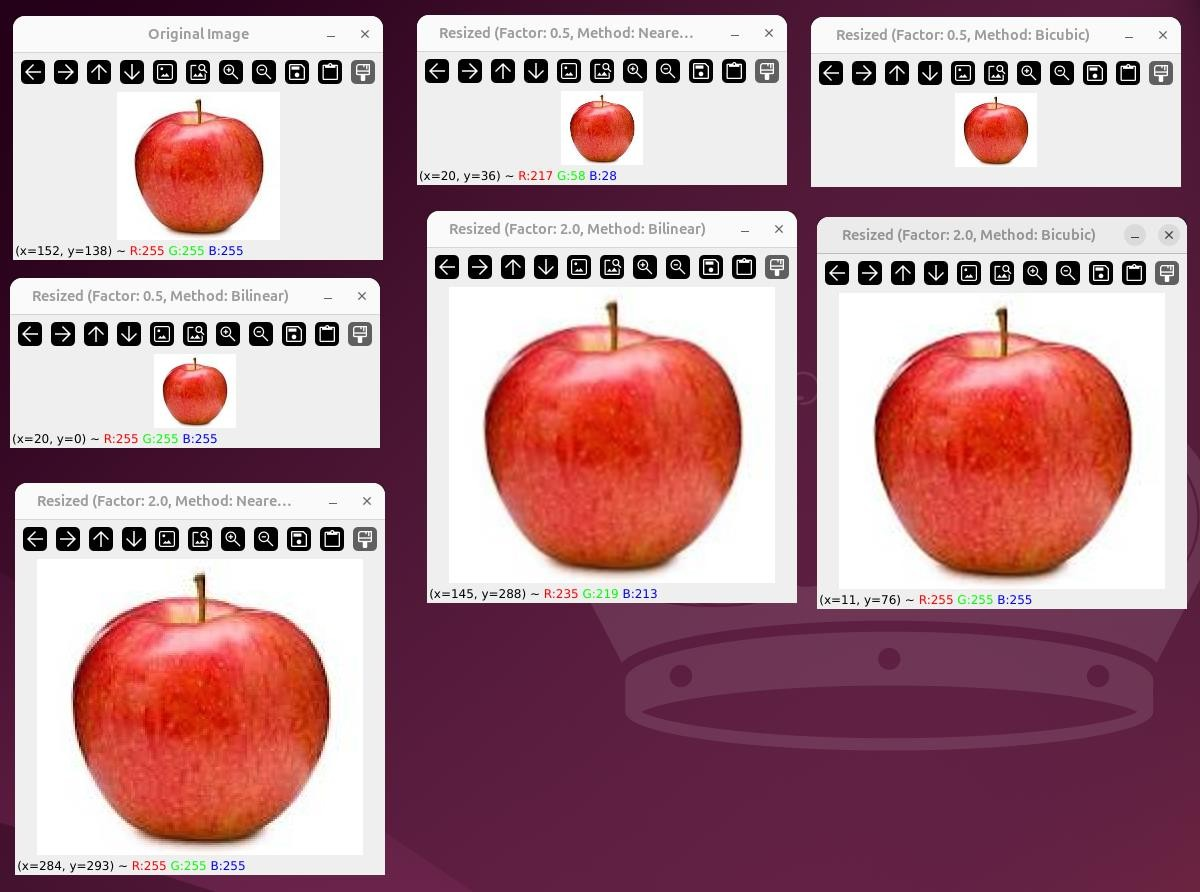 Original Image
(x=152, y=138) ~ R:255 G:255 B:255
Resized (Factor: 0.5, Method: Neare...
(x=20, y=36) ~ R:217 G:58 B:28
Resized (Factor: 0.5, Method: Bicubic)
Resized (Factor: 0.5, Method: Bilinear)
(x=20, y=0) ~ R:255 G:255 B:255
Resized (Factor: 2.0, Method: Bilinear)
(x=145, y=288) ~ R:235 G:219 B:213
Resized (Factor: 2.0, Method: Bicubic)
(x=11, y=76) ~ R:255 G:255 B:255
Resized (Factor: 2.0, Method: Neare...
(x=284, y=293) ~ R:255 G:255 B:255